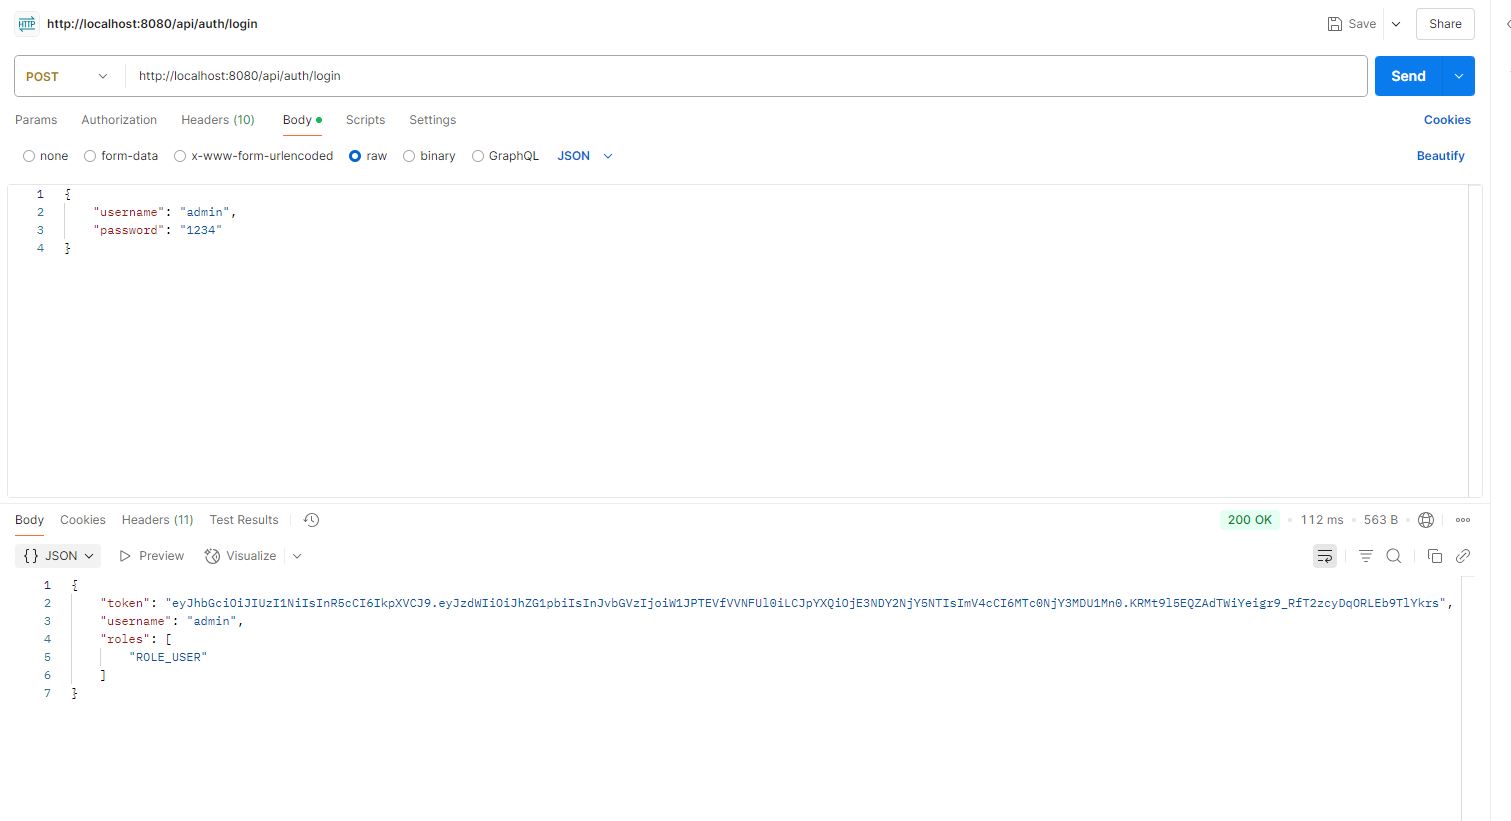 HTTP http://localhost:8080/api/auth/login Save Share
POST http://localhost:8080/api/auth/login Send
Params Authorization Headers (10) Body Scripts Settings Cookies
none form-data x-www-form-urlencoded raw binary GraphQL JSON Beautify
1 {
2 "username": "admin",
3 "password": "1234"
4 }
Body Cookies Headers (11) Test Results 200 OK 112 ms 563 B
{} JSON Preview Visualize
1 {
2 "token": "eyJhbGciOiJIUzI1NiIsInR5cCI6IkpXVCJ9.eyJzdWIiOiJhZG1pbiIsInJvbGVzIjoiW1JPTEVfVVNFUl0iLCJpYXQiOjE3NDY2NjY5NTIsImV4cCI6MTc0NjY3MDU1Mn0.KRMt9l5EQZAdTWiYeigr9_RfT2zcyDqORLEb9TlYkrs",
3 "username": "admin",
4 "roles": [
5 "ROLE_USER"
6 ]
7 }